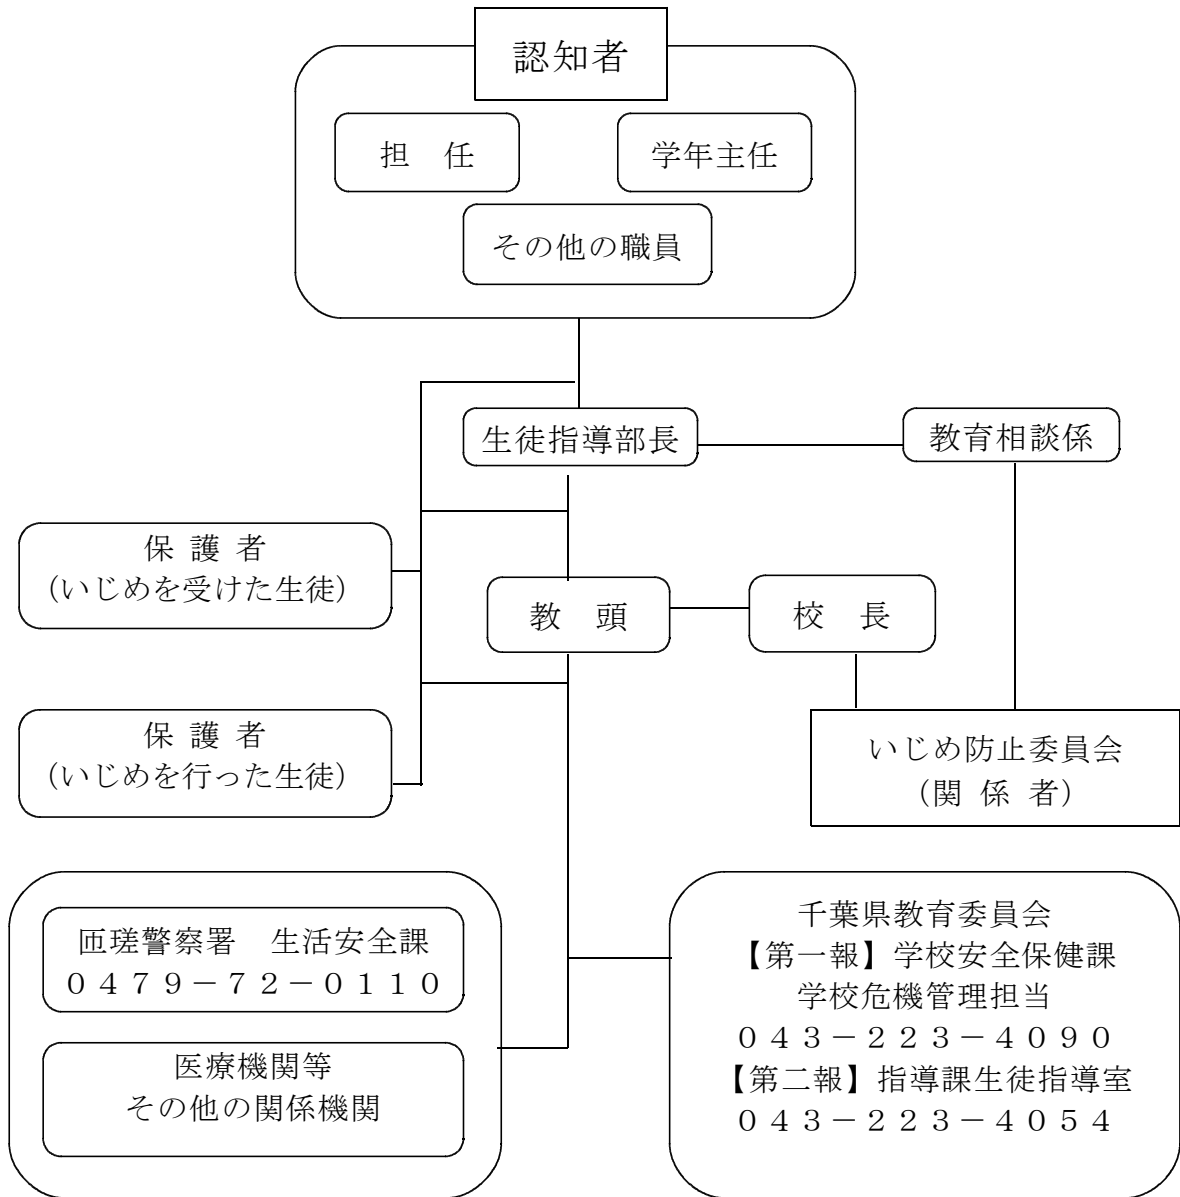 認知者
担　任
学年主任
その他の職員
生徒指導部長
教育相談係
保 護 者
(いじめを受けた生徒)
教　頭
校　長
保 護 者
(いじめを行った生徒)
いじめ防止委員会
（関 係 者）
匝瑳警察署　生活安全課
０４７９－７２－０１１０
医療機関等
その他の関係機関
千葉県教育委員会
【第一報】学校安全保健課
学校危機管理担当
０４３－２２３－４０９０
【第二報】指導課生徒指導室
０４３－２２３－４０５４